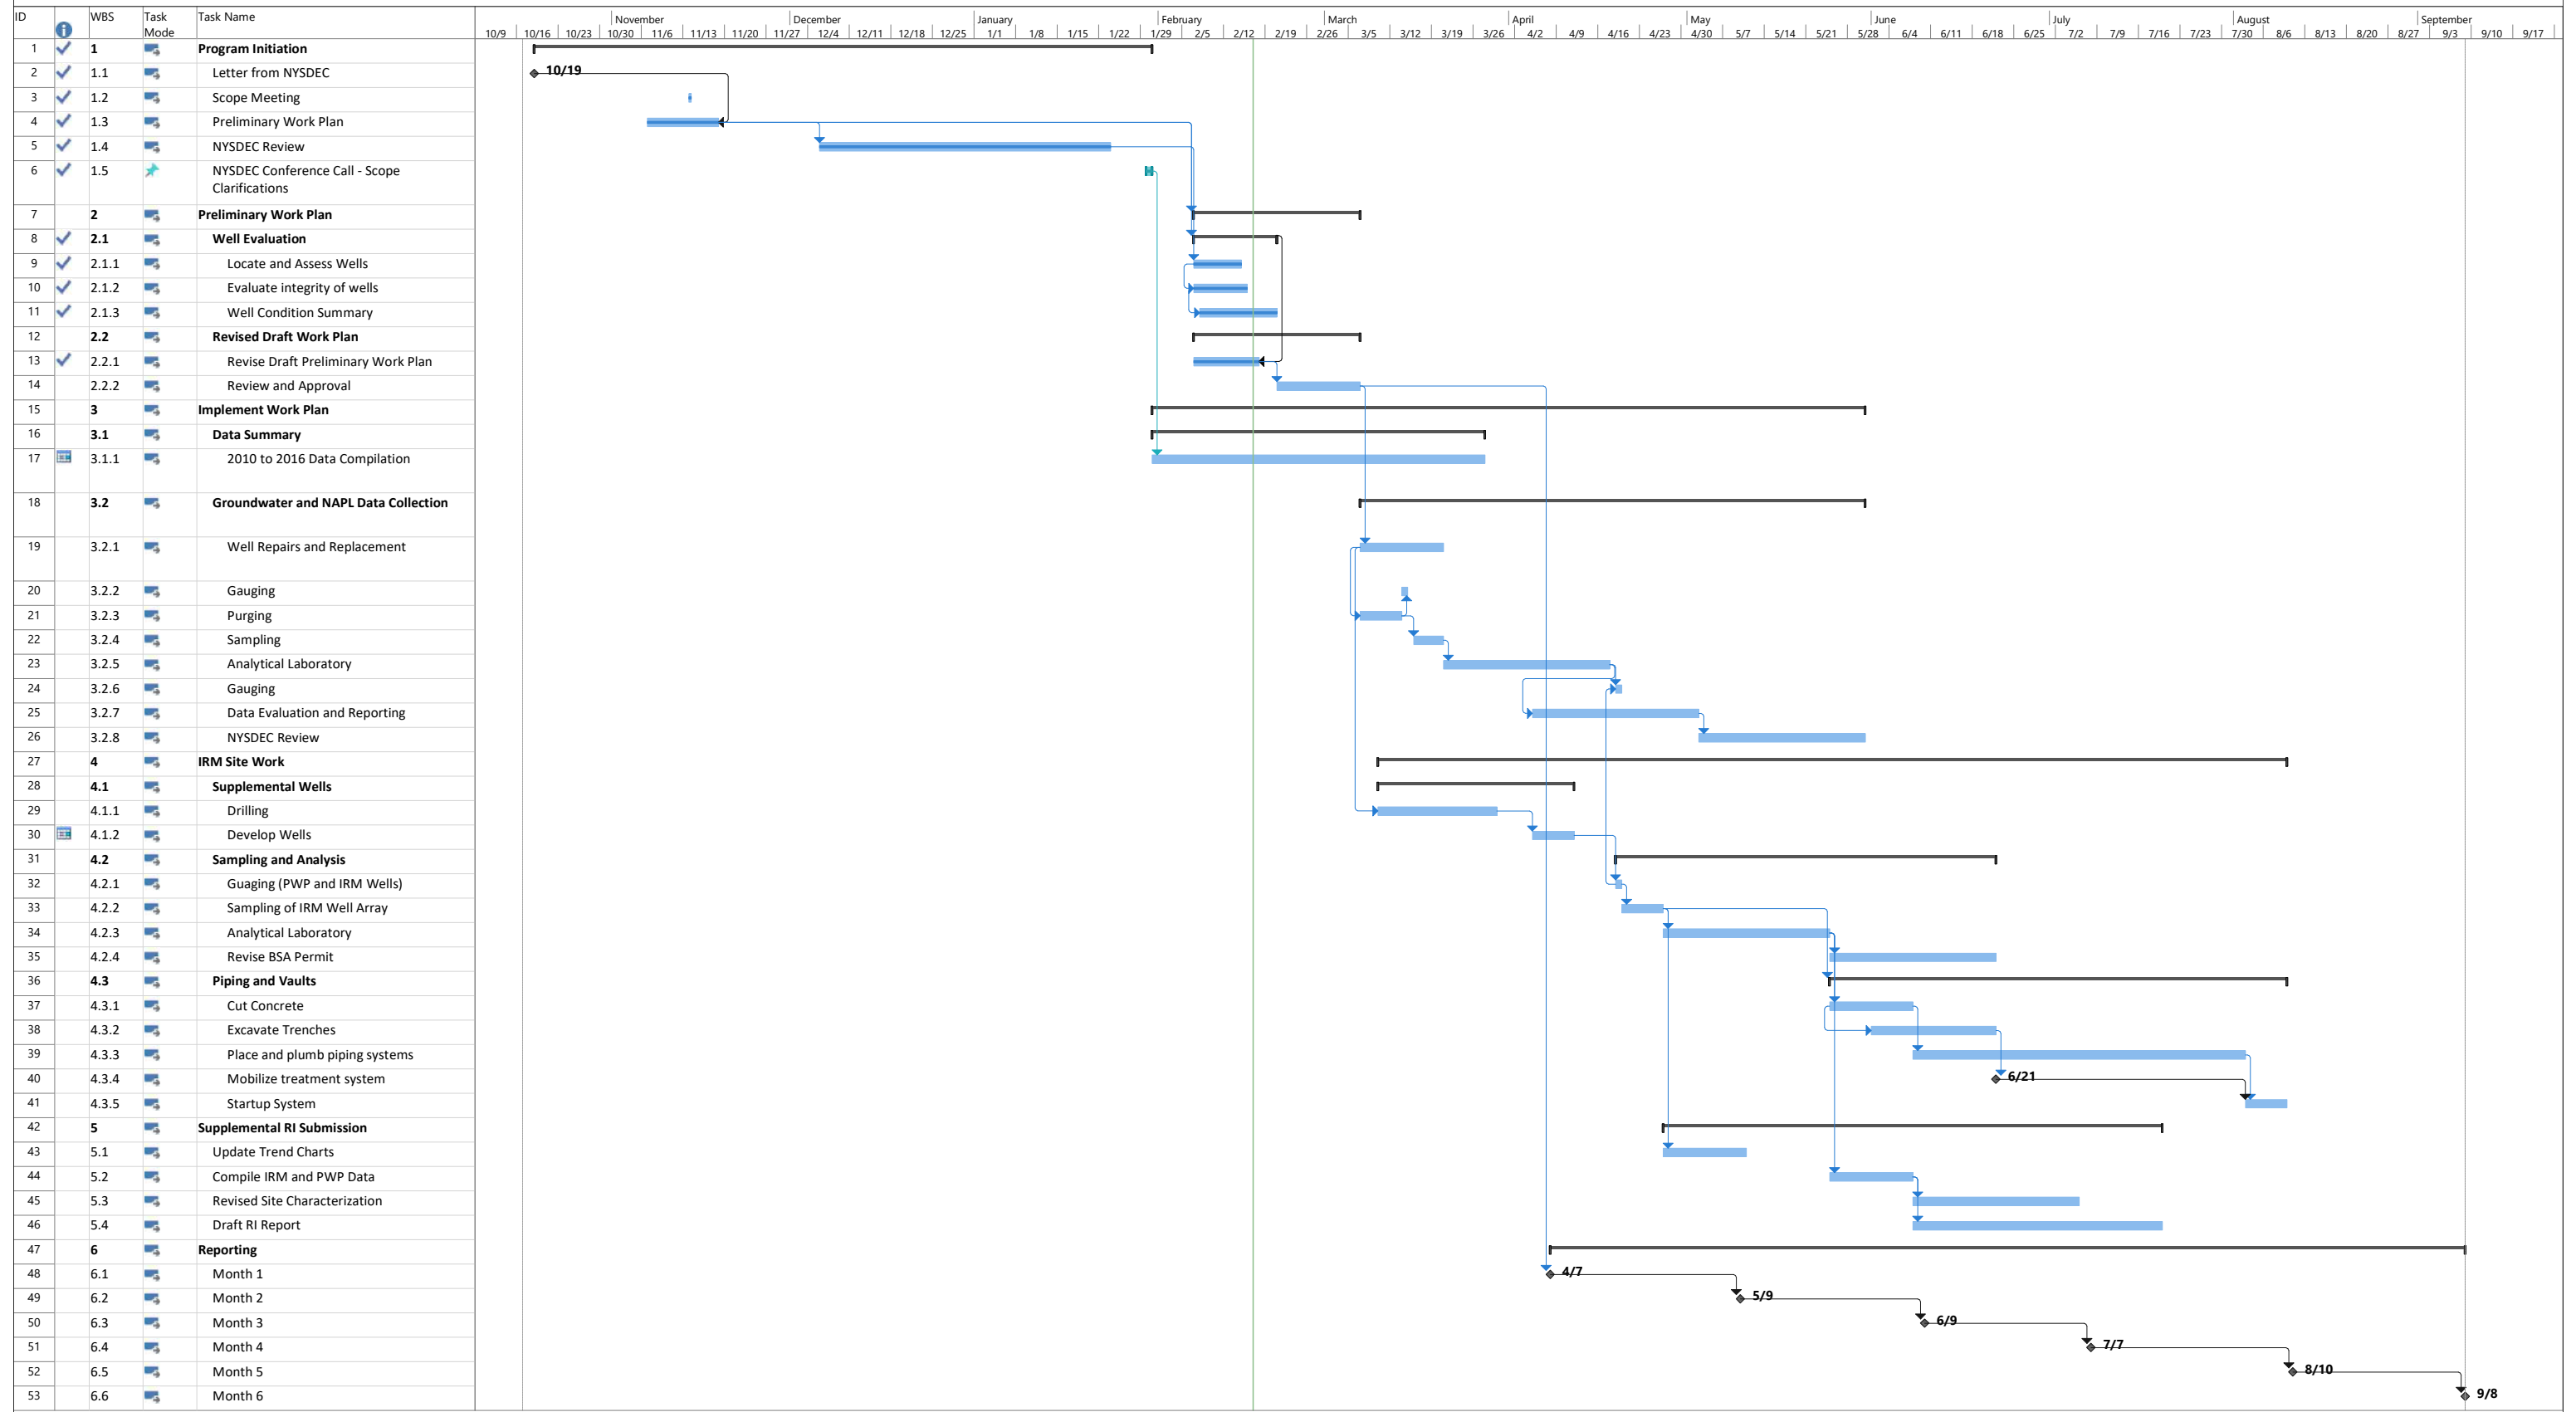 ID WBS Task Mode Task Name
November December January February March April May June July August September
10/9 10/16 10/23 10/30 11/6 11/13 11/20 11/27 12/4 12/11 12/18 12/25 1/1 1/8 1/15 1/22 1/29 2/5 2/12 2/19 2/26 3/5 3/12 3/19 3/26 4/2 4/9 4/16 4/23 4/30 5/7 5/14 5/21 5/28 6/4 6/11 6/18 6/25 7/2 7/9 7/16 7/23 7/30 8/6 8/13 8/20 8/27 9/3 9/10 9/17
1 1 Program Initiation
2 1.1 Letter from NYSDEC 10/19
3 1.2 Scope Meeting
4 1.3 Preliminary Work Plan
5 1.4 NYSDEC Review
6 1.5 NYSDEC Conference Call - Scope
Clarifications
7 2 Preliminary Work Plan
8 2.1 Well Evaluation
9 2.1.1 Locate and Assess Wells
10 2.1.2 Evaluate integrity of wells
11 2.1.3 Well Condition Summary
12 2.2 Revised Draft Work Plan
13 2.2.1 Revise Draft Preliminary Work Plan
14 2.2.2 Review and Approval
15 3 Implement Work Plan
16 3.1 Data Summary
17 3.1.1 2010 to 2016 Data Compilation
18 3.2 Groundwater and NAPL Data Collection
19 3.2.1 Well Repairs and Replacement
20 3.2.2 Gauging
21 3.2.3 Purging
22 3.2.4 Sampling
23 3.2.5 Analytical Laboratory
24 3.2.6 Gauging
25 3.2.7 Data Evaluation and Reporting
26 3.2.8 NYSDEC Review
27 4 IRM Site Work
28 4.1 Supplemental Wells
29 4.1.1 Drilling
30 4.1.2 Develop Wells
31 4.2 Sampling and Analysis
32 4.2.1 Guaging (PWP and IRM Wells)
33 4.2.2 Sampling of IRM Well Array
34 4.2.3 Analytical Laboratory
35 4.2.4 Revise BSA Permit
36 4.3 Piping and Vaults
37 4.3.1 Cut Concrete
38 4.3.2 Excavate Trenches
39 4.3.3 Place and plumb piping systems
40 4.3.4 Mobilize treatment system 6/21
41 4.3.5 Startup System
42 5 Supplemental RI Submission
43 5.1 Update Trend Charts
44 5.2 Compile IRM and PWP Data
45 5.3 Revised Site Characterization
46 5.4 Draft RI Report
47 6 Reporting
48 6.1 Month 1 4/7
49 6.2 Month 2 5/9
50 6.3 Month 3 6/9
51 6.4 Month 4 7/7
52 6.5 Month 5 8/10
53 6.6 Month 6 9/8